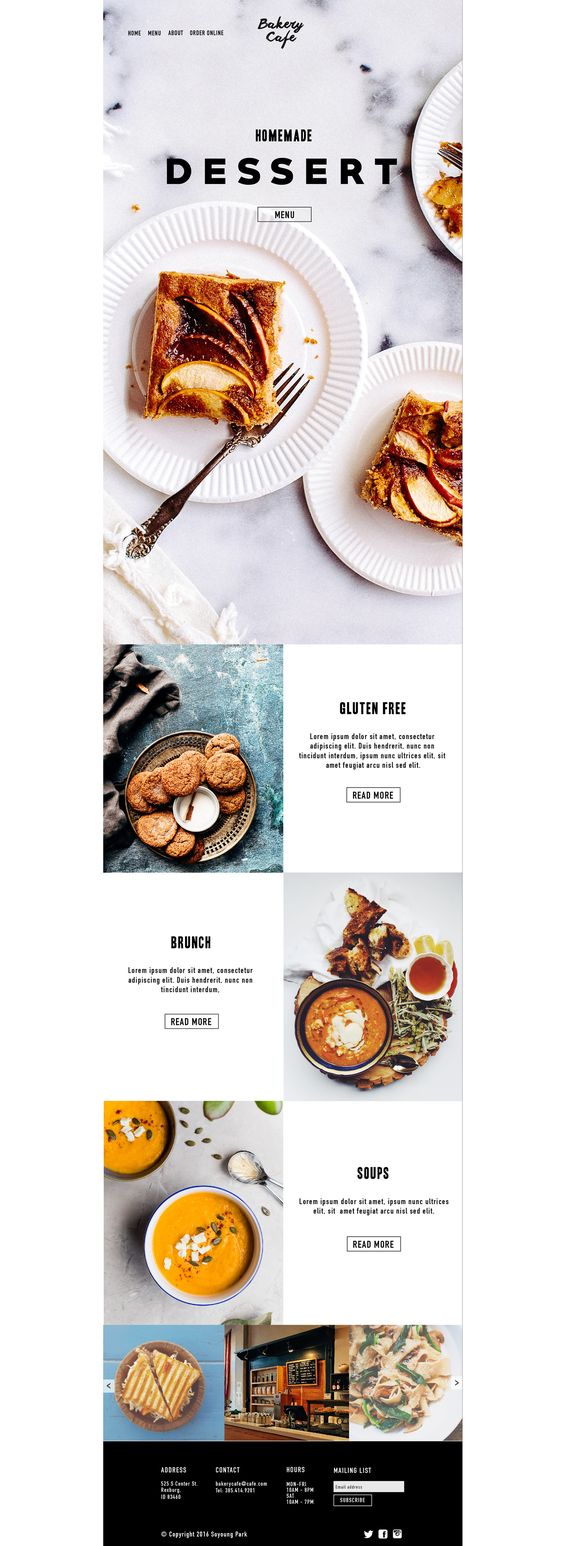 HOME MENU ABOUT ORDER ONLINE
Bakery
Cafe
HOMEMADE
DESSERT
MENU
GLUTEN FREE
Lorem ipsum dolor sit amet, consectetur
adipiscing elit. Duis hendrerit, nunc non
tincidunt interdum, ipsum nunc ultrices elit, sit
amet feugiat arcu nisl sed elit.
READ MORE
BRUNCH
Lorem ipsum dolor sit amet, consectetur
adipiscing elit. Duis hendrerit, nunc non
tincidunt interdum,
READ MORE
SOUPS
Lorem ipsum dolor sit amet, ipsum nunc ultrices
elit, sit amet feugiat arcu nisl sed elit.
READ MORE
<
>
ADDRESS
525 S Center St.
Rexburg,
ID 83460
CONTACT
bakerycafe@cafe.com
Tel: 385.414.9201
HOURS
MON-FRI
10AM - 8PM
SAT
10AM - 7PM
MAILING LIST
Email address
SUBSCRIBE
© Copyright 2016 Soyoung Park